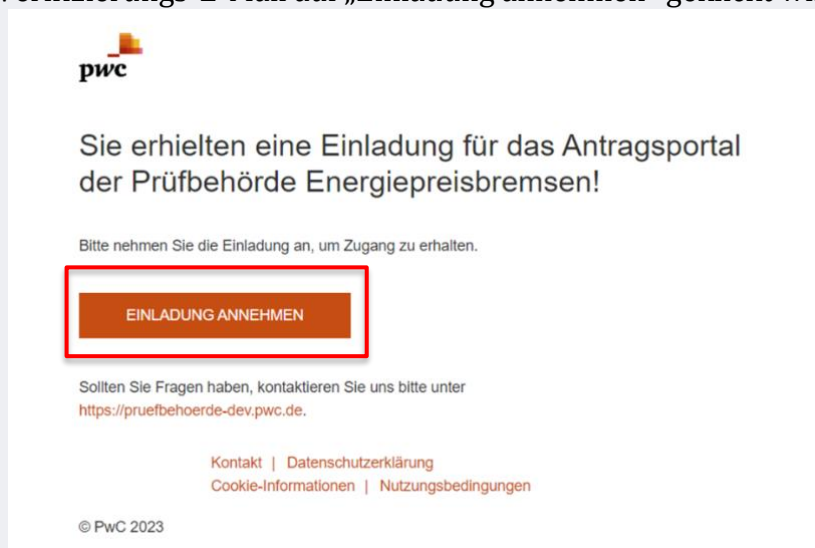 pwc
Sie erhielten eine Einladung für das Antragsportal
der Prüfbehörde Energiepreisbremsen!
Bitte nehmen Sie die Einladung an, um Zugang zu erhalten.
EINLADUNG ANNEHMEN
Sollten Sie Fragen haben, kontaktieren Sie uns bitte unter
https://pruefbehoerde-dev.pwc.de.
Kontakt | Datenschutzerklärung
Cookie-Informationen | Nutzungsbedingungen
© PwC 2023